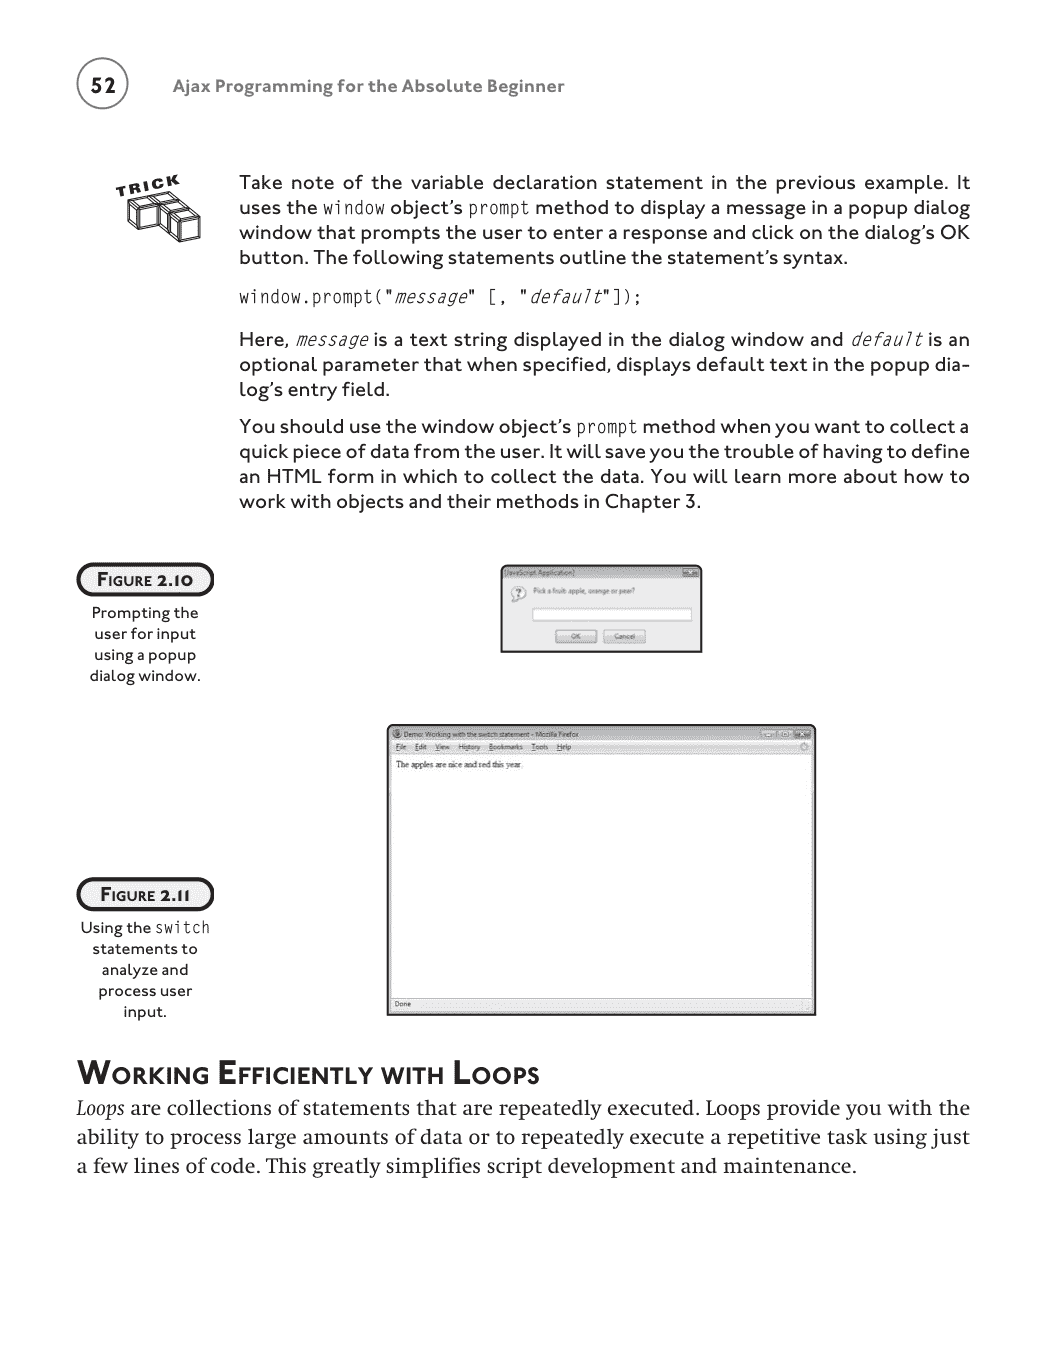 52
Ajax Programming for the Absolute Beginner
TRICK
Take note of the variable declaration statement in the previous example. It
uses the window object’s prompt method to display a message in a popup dialog
window that prompts the user to enter a response and click on the dialog’s OK
button. The following statements outline the statement’s syntax.
window.prompt("message" [, "default"]);
Here, message is a text string displayed in the dialog window and default is an
optional parameter that when specified, displays default text in the popup dia-
log’s entry field.
You should use the window object’s prompt method when you want to collect a
quick piece of data from the user. It will save you the trouble of having to define
an HTML form in which to collect the data. You will learn more about how to
work with objects and their methods in Chapter 3.
FIGURE 2.10
Prompting the
user for input
using a popup
dialog window.
[JavaScript Application]
Pick a fruit: apple, orange or pear?
OK Cancel
Demo: Working with the switch statement - Mozilla Firefox
File Edit View History Bookmarks Tools Help
The apples are nice and red this year.
Done
FIGURE 2.11
Using the switch
statements to
analyze and
process user
input.
WORKING EFFICIENTLY WITH LOOPS
Loops are collections of statements that are repeatedly executed. Loops provide you with the
ability to process large amounts of data or to repeatedly execute a repetitive task using just
a few lines of code. This greatly simplifies script development and maintenance.